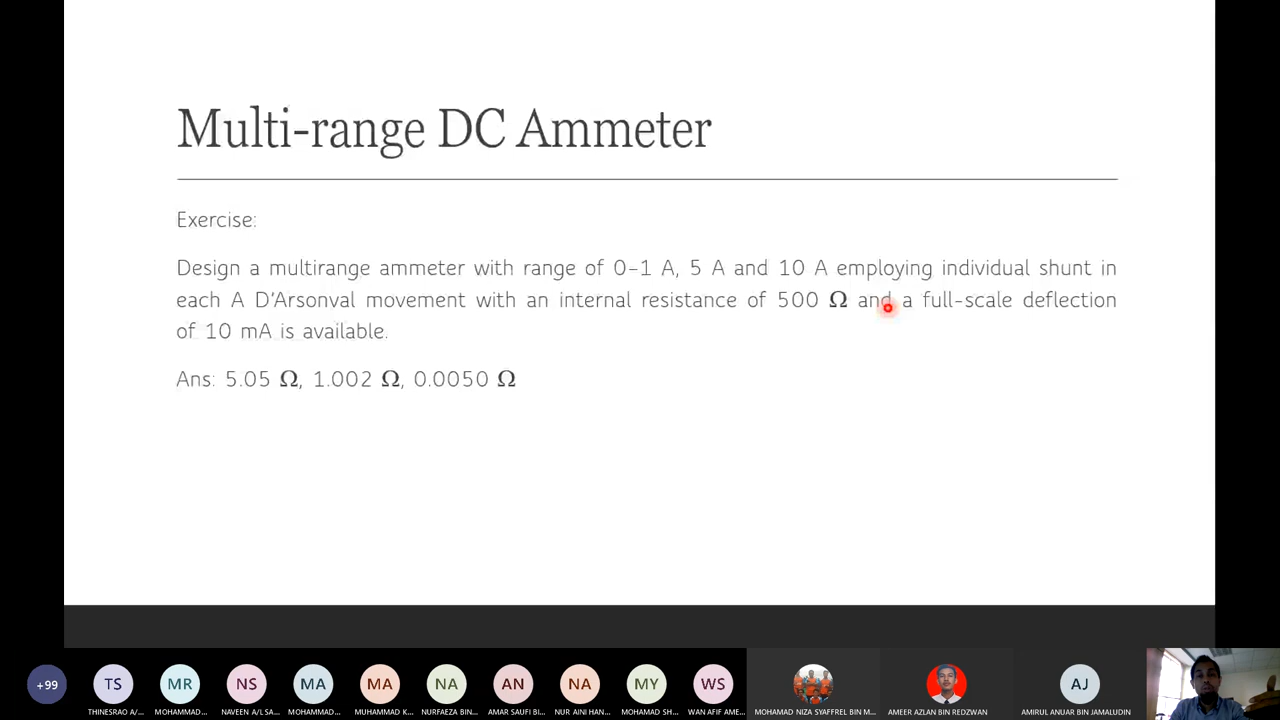 Multi-range DC Ammeter
Exercise:
Design a multirange ammeter with range of 0–1 A, 5 A and 10 A employing individual shunt in
each A D’Arsonval movement with an internal resistance of 500 Ω and a full-scale deflection
of 10 mA is available.
Ans: 5.05 Ω, 1.002 Ω, 0.0050 Ω
+99
TS
MR
NS
MA
MA
NA
AN
NA
MY
WS
AJ
THINESRAO A/...
MOHAMMAD...
NAVEEN A/L SA...
MOHAMMAD...
MUHAMMAD K...
NURFAEZA BIN...
AMAR SAUFI BI...
NUR AINI HAN...
MOHAMAD SH...
WAN AFIF AME...
MOHAMAD NIZA SYAFFREL BIN M...
AMEER AZLAN BIN REDZWAN
AMIRUL ANUAR BIN JAMALUDIN